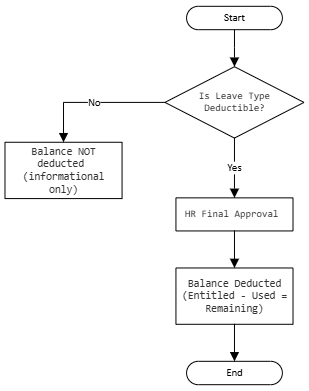 Start
Is Leave Type
Deductible?
No
Balance NOT
deducted
(informational
only)
Yes
HR Final Approval
Balance Deducted
(Entitled - Used =
Remaining)
End